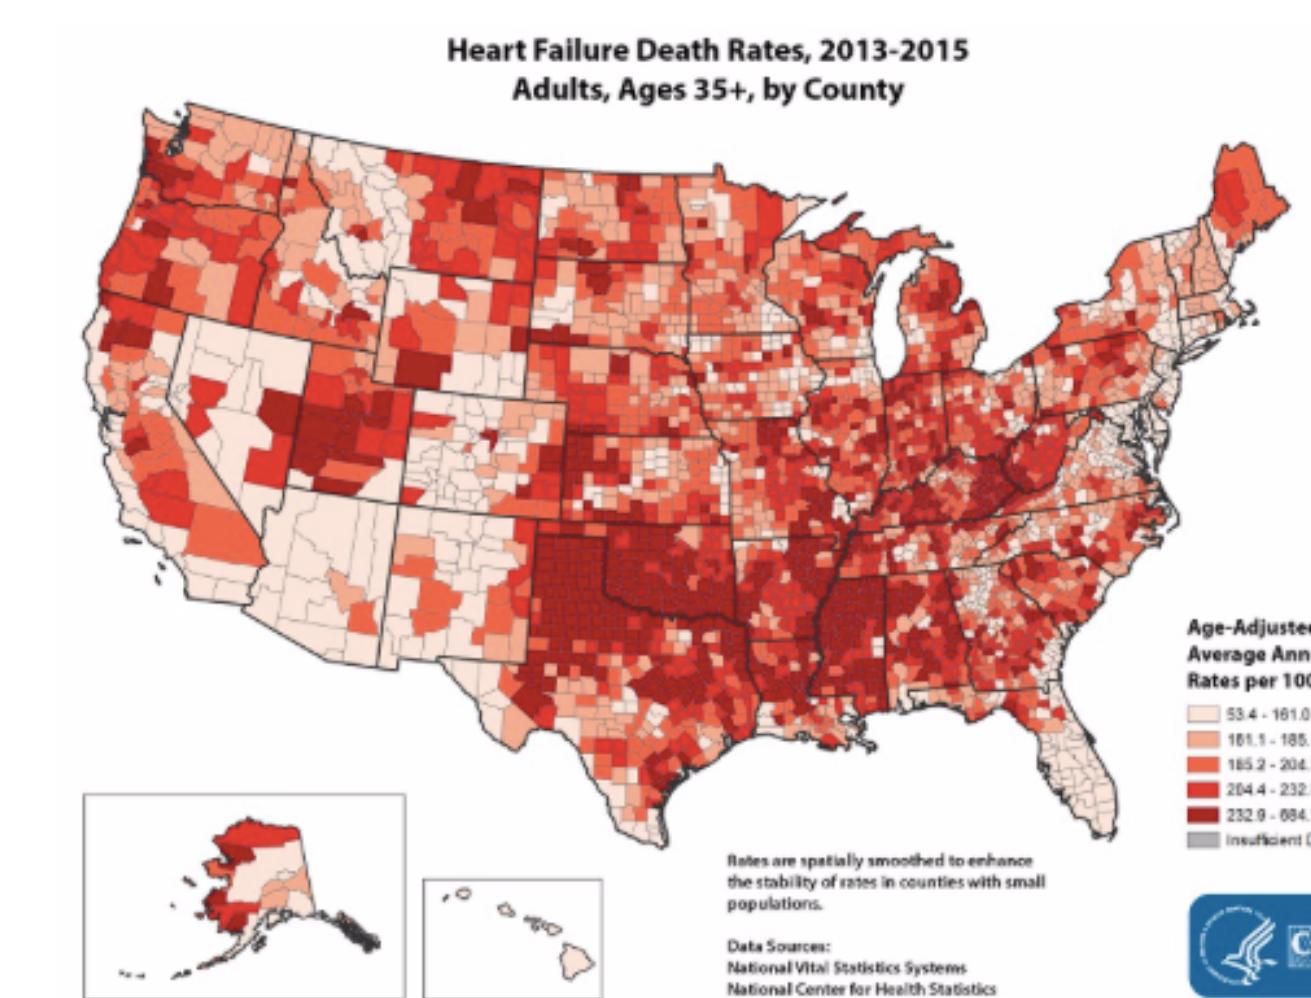 Heart Failure Death Rates, 2013-2015
Adults, Ages 35+, by County
Age-Adjuste
Average Ann
Rates per 100
53.4 - 161.0
161.1 - 185.
185.2 - 204.
204.4 - 232.
232.9 - 684.
Insufficient D
Rates are spatially smoothed to enhance
the stability of rates in counties with small
populations.
Data Sources:
National Vital Statistics Systems
National Center for Health Statistics
C